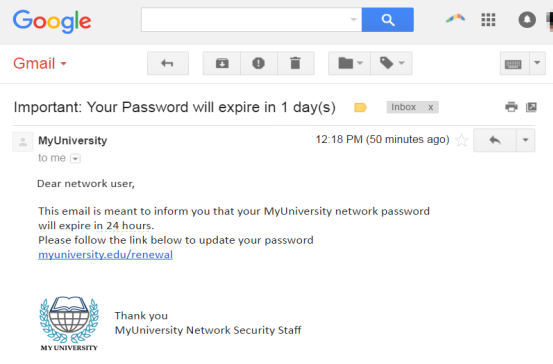 Google
Gmail
Important: Your Password will expire in 1 day(s)
Inbox x
MyUniversity
12:18 PM (50 minutes ago)
to me
Dear network user,
This email is meant to inform you that your MyUniversity network password
will expire in 24 hours.
Please follow the link below to update your password
myuniversity.edu/renewal
Thank you
MyUniversity Network Security Staff
MY UNIVERSITY